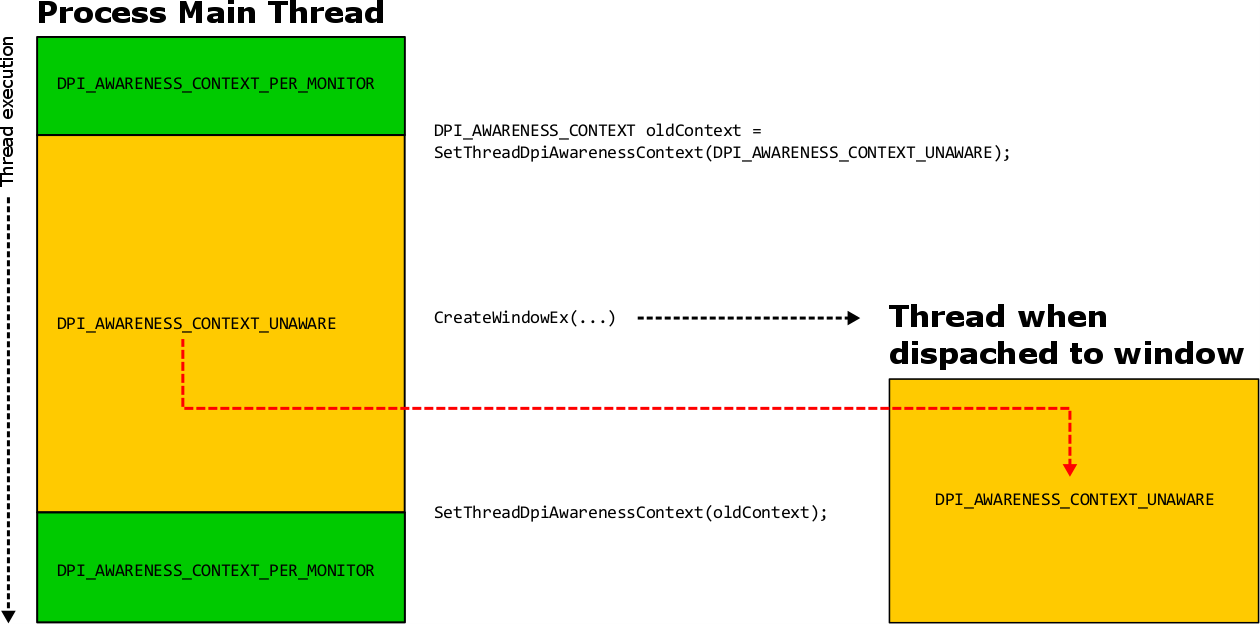 Process Main Thread
Thread execution
DPI_AWARENESS_CONTEXT_PER_MONITOR
DPI_AWARENESS_CONTEXT oldContext =
SetThreadDpiAwarenessContext(DPI_AWARENESS_CONTEXT_UNAWARE);
DPI_AWARENESS_CONTEXT_UNAWARE
CreateWindowEx(...)
Thread when
dispached to window
DPI_AWARENESS_CONTEXT_UNAWARE
SetThreadDpiAwarenessContext(oldContext);
DPI_AWARENESS_CONTEXT_PER_MONITOR